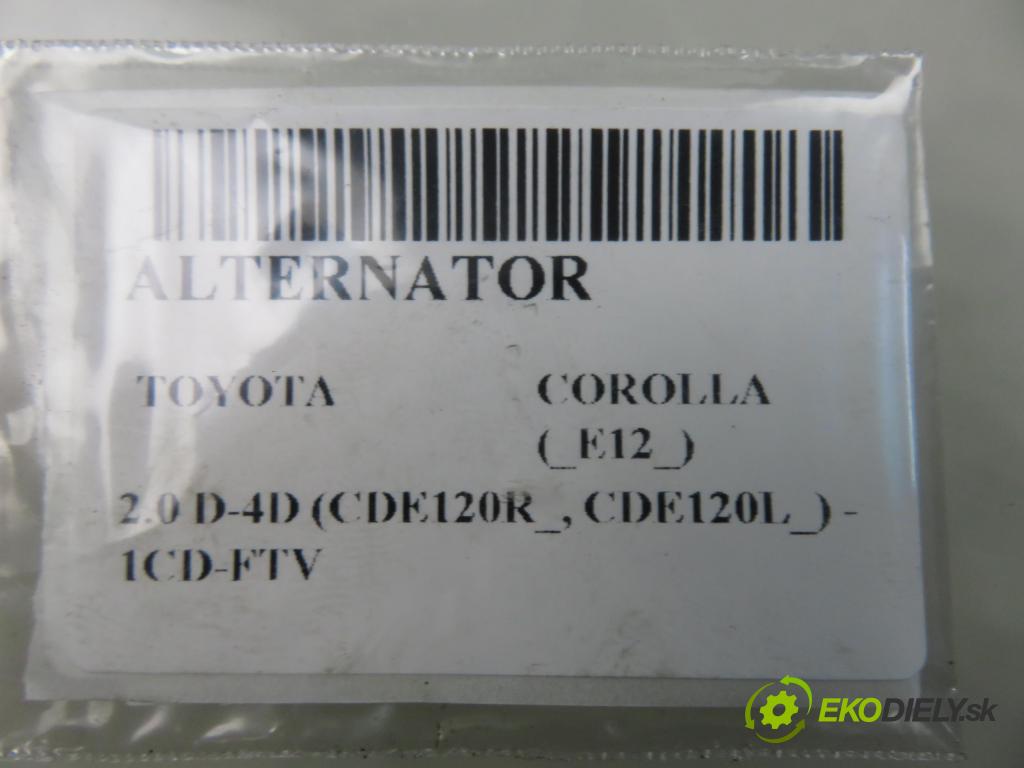 ALTERNATOR
TOYOTA COROLLA
(_E12_)
2.0 D-4D (CDE120R_, CDE120L_) -
1CD-FTV
EKODIELY.sk